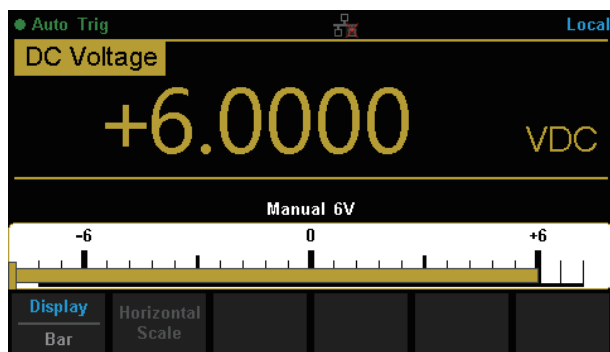 Auto Trig Local
DC Voltage
+6.0000 VDC
Manual 6V
-6 0 +6
Display Horizontal
Bar Scale